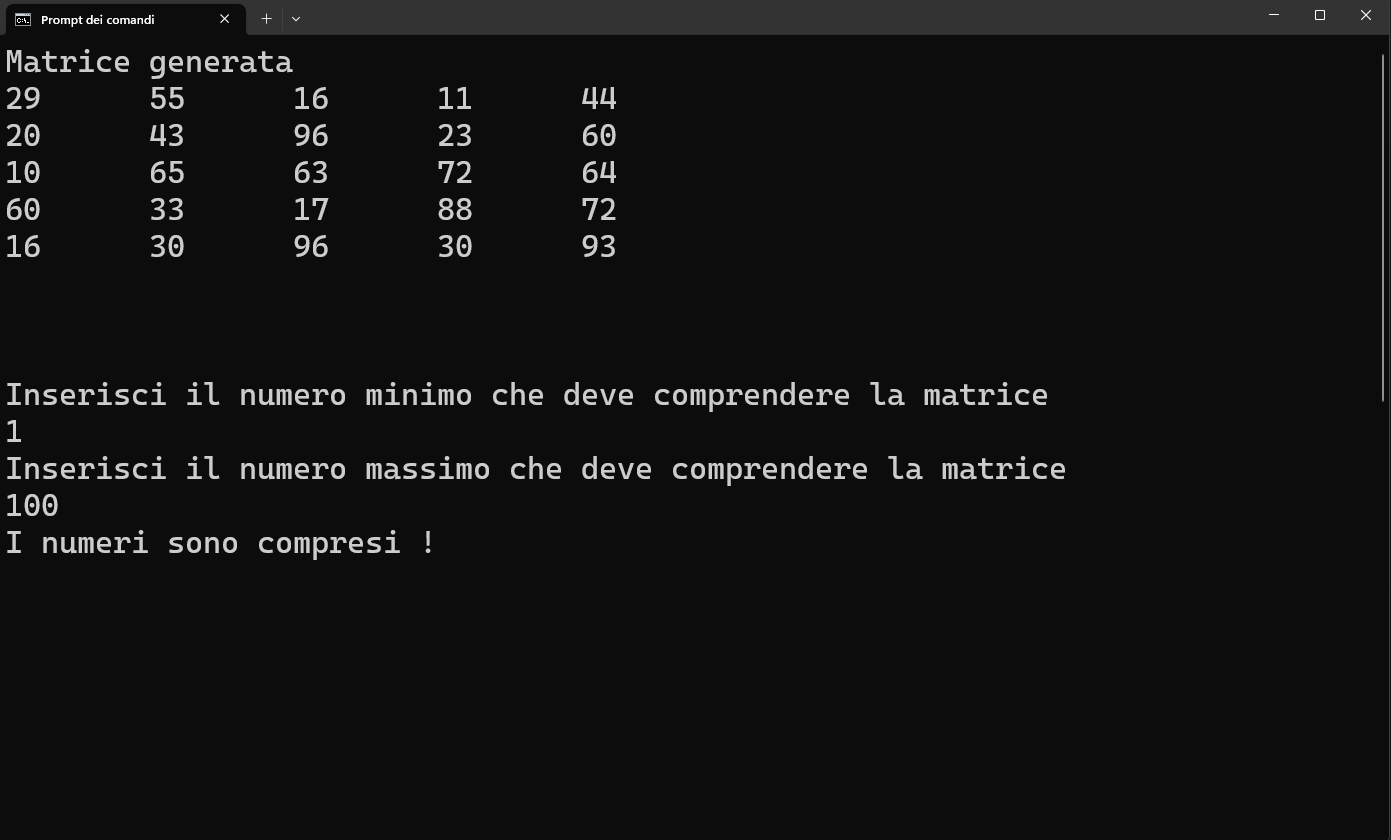 Prompt dei comandi
Matrice generata
29 55 16 11 44
20 43 96 23 60
10 65 63 72 64
60 33 17 88 72
16 30 96 30 93
Inserisci il numero minimo che deve comprendere la matrice
1
Inserisci il numero massimo che deve comprendere la matrice
100
I numeri sono compresi !